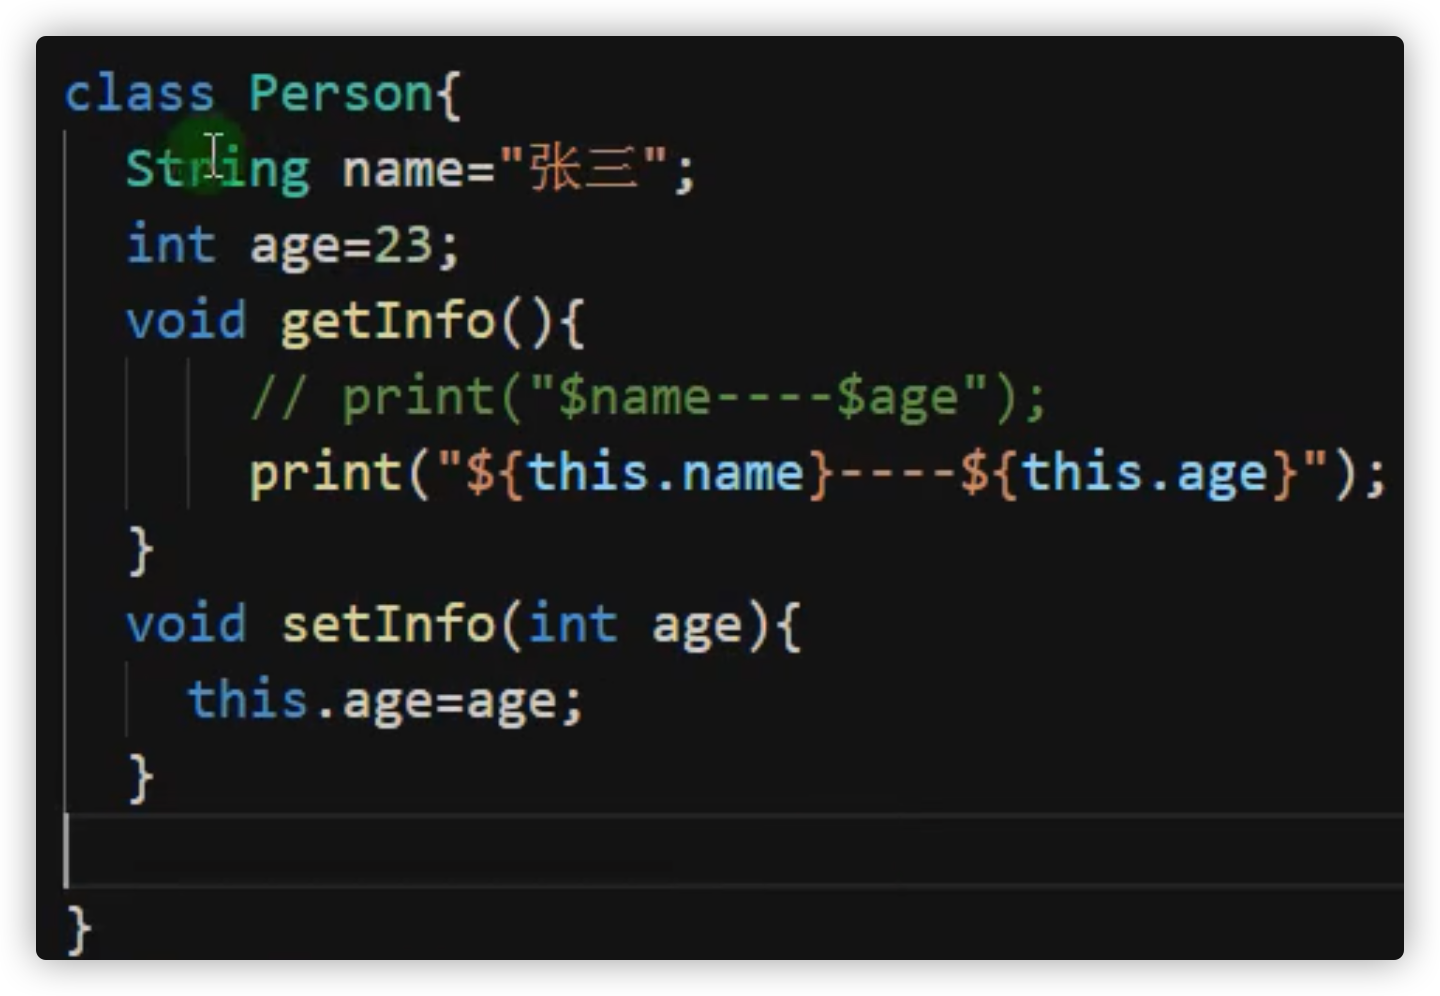 class Person{
String name="张三";
int age=23;
void getInfo(){
// print("$name----$age");
print("${this.name}----${this.age}");
}
void setInfo(int age){
this.age=age;
}
}